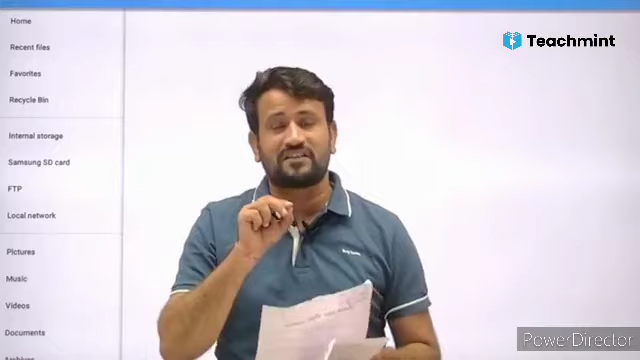 Home
Recent files
Favorites
Recycle Bin
Internal storage
Samsung SD card
FTP
Local network
Pictures
Music
Videos
Documents
Archives
Teachmint
PowerDirector